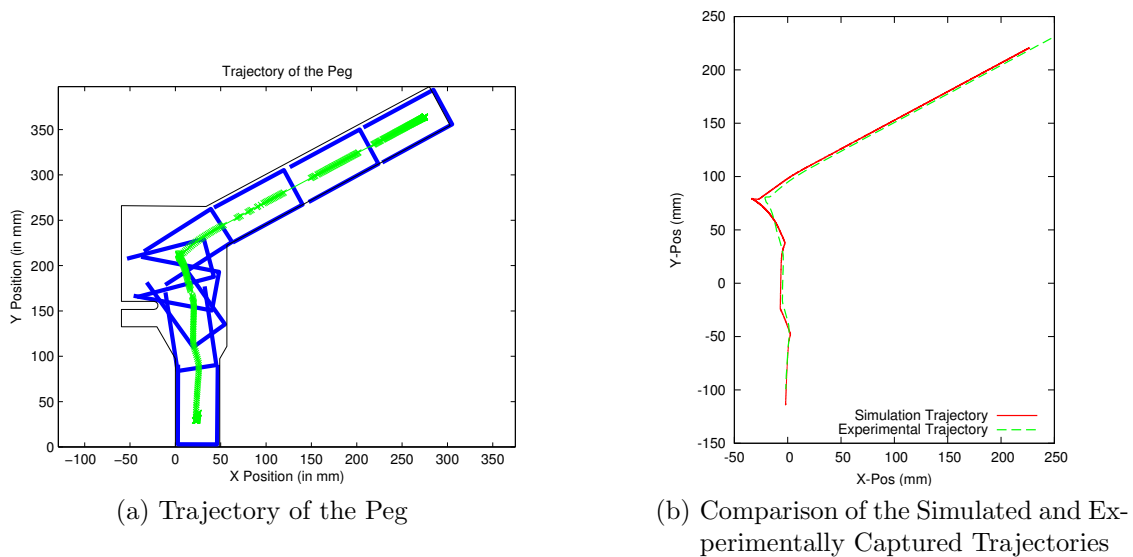 Trajectory of the Peg
Y Position (in mm)
350
300
250
200
150
100
50
0
−100 −50 0 50 100 150 200 250 300 350
X Position (in mm)
(a) Trajectory of the Peg
250
200
150
100
50
0
-50
-100
-150
Y-Pos (mm)
Simulation Trajectory
Experimental Trajectory
-50 0 50 100 150 200 250
X-Pos (mm)
(b) Comparison of the Simulated and Ex-
perimentally Captured Trajectories